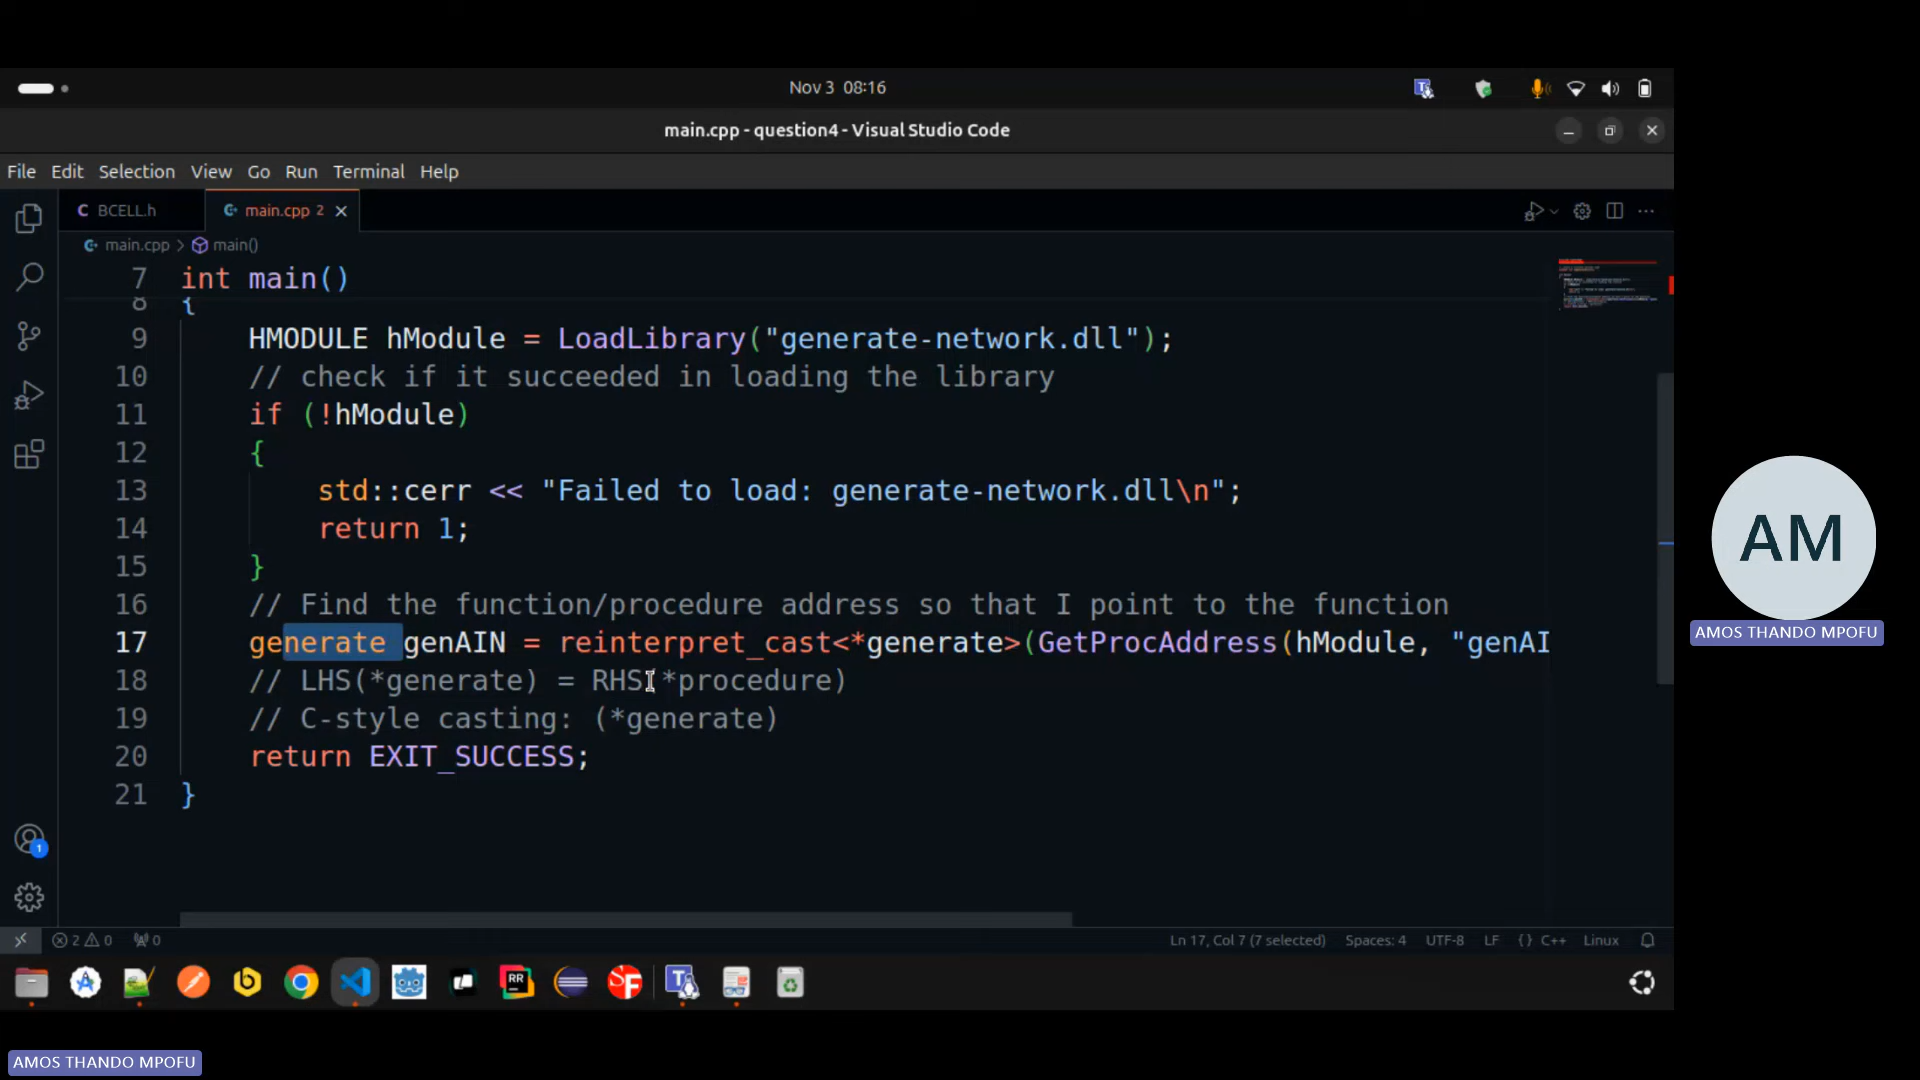 Nov 3 08:16
main.cpp - question4 - Visual Studio Code
File Edit Selection View Go Run Terminal Help
C BCELL.h main.cpp 2
main.cpp > main()
7 int main()
8 {
9 HMODULE hModule = LoadLibrary("generate-network.dll");
10 // check if it succeeded in loading the library
11 if (!hModule)
12 {
13 std::cerr << "Failed to load: generate-network.dll\n";
14 return 1;
15 }
16 // Find the function/procedure address so that I point to the function
17 generate genAIN = reinterpret_cast<*generate>(GetProcAddress(hModule, "genAI
18 // LHS(*generate) = RHS(*procedure)
19 // C-style casting: (*generate)
20 return EXIT_SUCCESS;
21 }
AM
AMOS THANDO MPOFU
1
2 0 0 Ln 17, Col 7 (7 selected) Spaces: 4 UTF-8 LF {} C++ Linux
RR SF T
AMOS THANDO MPOFU